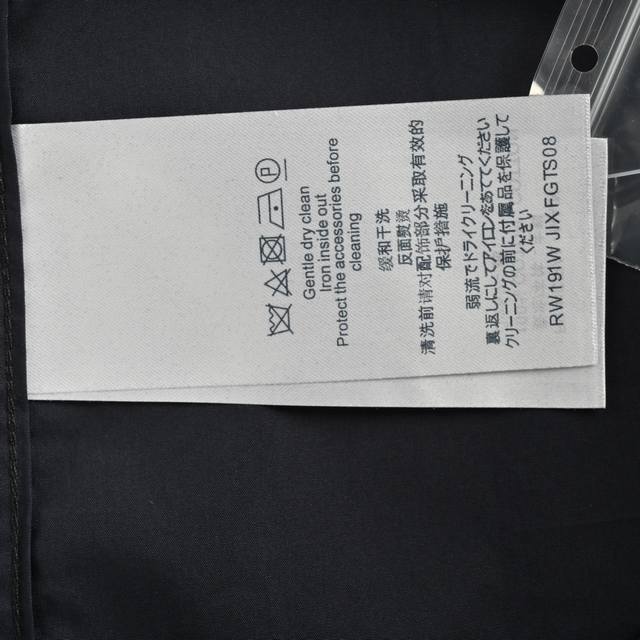 Gentle dry clean
Iron inside out
Protect the accessories before
cleaning
缓和干洗
反面熨烫
清洗前请对配饰部分采取有效的
保护措施
弱流でドライクリーニング
裏返しにしてアイロンをあててください
クリーニングの前に付属品を保護して
ください
RW191W JIX FGTS08